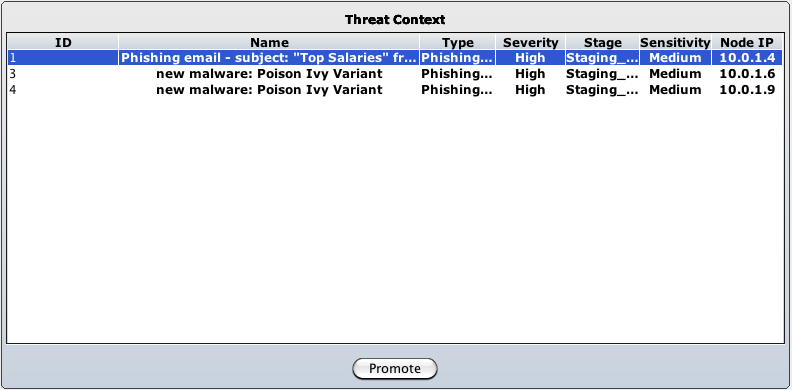 Threat Context
ID Name Type Severity Stage Sensitivity Node IP
1 Phishing email - subject: "Top Salaries" fr... Phishing... High Staging_... Medium 10.0.1.4
3 new malware: Poison Ivy Variant Phishing... High Staging_... Medium 10.0.1.6
4 new malware: Poison Ivy Variant Phishing... High Staging_... Medium 10.0.1.9
Promote